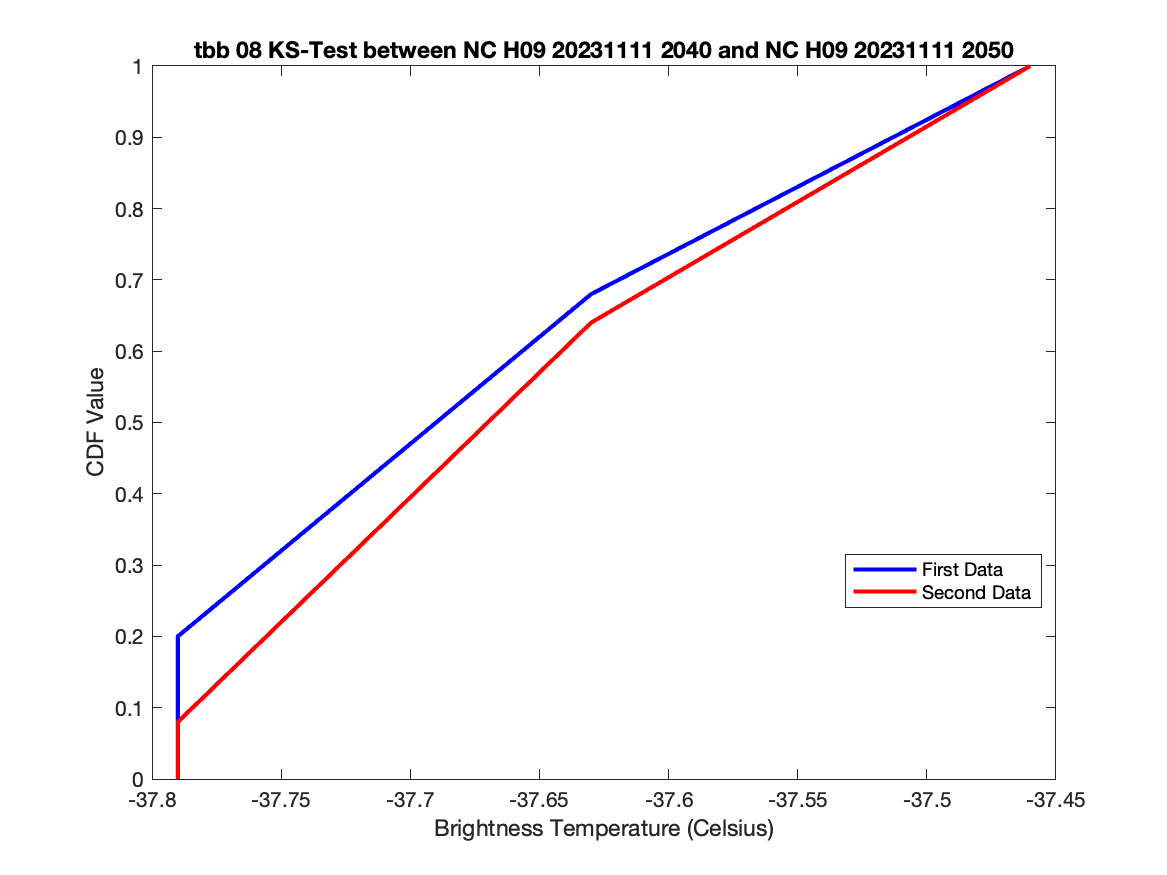 tbb 08 KS-Test between NC H09 20231111 2040 and NC H09 20231111 2050
1
0.9
0.8
0.7
0.6
0.5
0.4
0.3
0.2
0.1
0
CDF Value
First Data
Second Data
-37.8 -37.75 -37.7 -37.65 -37.6 -37.55 -37.5 -37.45
Brightness Temperature (Celsius)